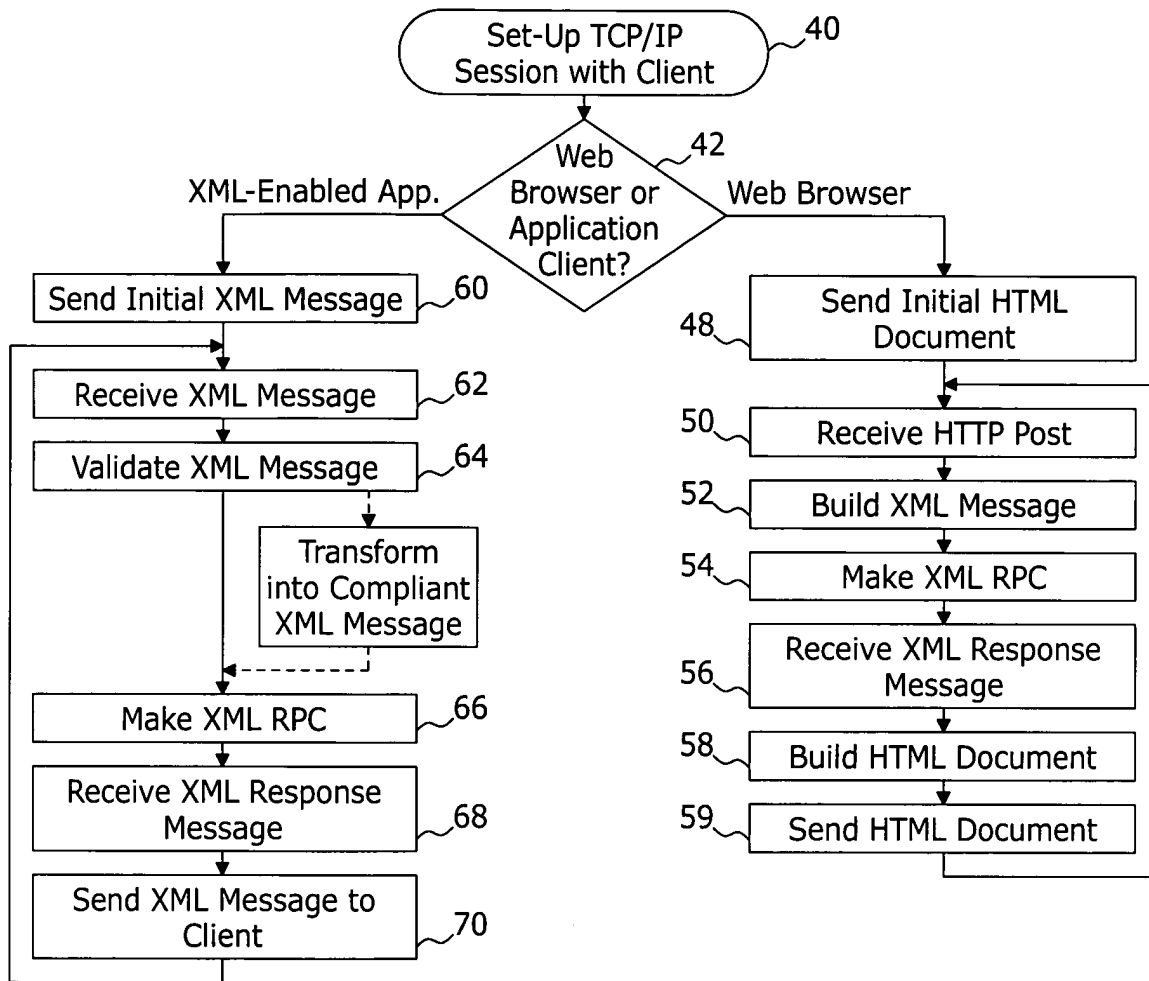 Set-Up TCP/IP
Session with Client
40
Web
Browser or
Application
Client?
42
XML-Enabled App.
Web Browser
Send Initial XML Message
60
Receive XML Message
62
Validate XML Message
64
Transform
into Compliant
XML Message
Make XML RPC
66
Receive XML Response
Message
68
Send XML Message to
Client
70
Send Initial HTML
Document
48
Receive HTTP Post
50
Build XML Message
52
Make XML RPC
54
Receive XML Response
Message
56
Build HTML Document
58
Send HTML Document
59